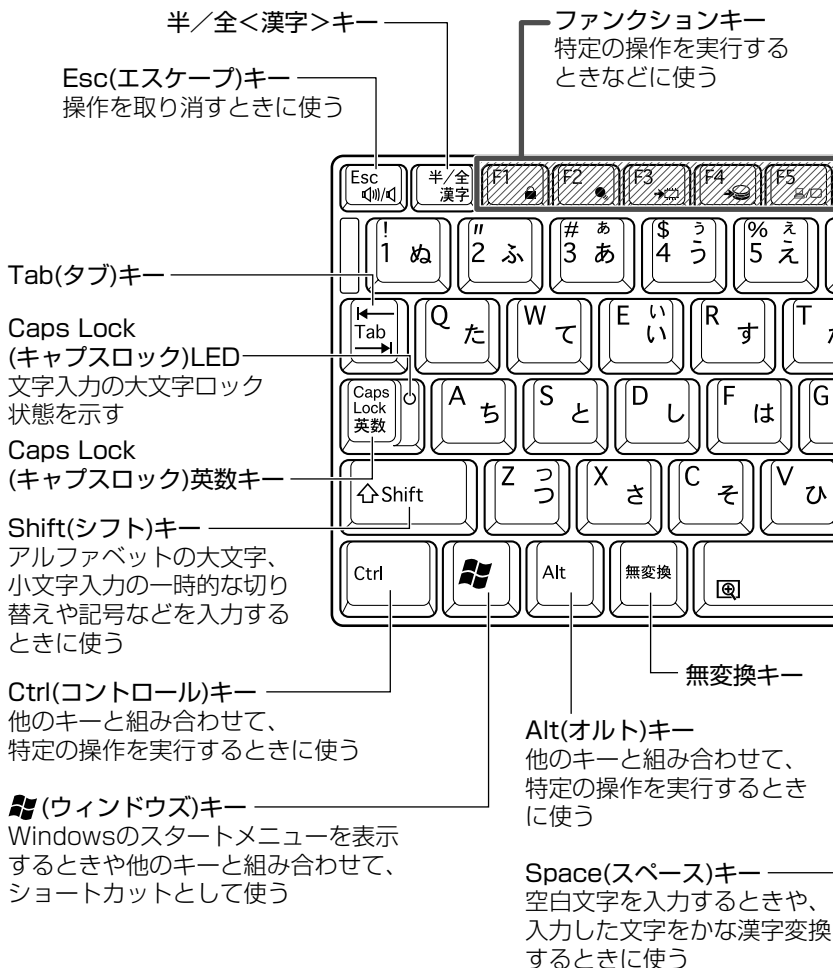 半／全<漢字>キー
ファンクションキー
特定の操作を実行する
ときなどに使う
Esc(エスケープ)キー
操作を取り消すときに使う
Esc
半／全
漢字
F1
F2
F3
F4
F5
!
1 ぬ
"
2 ふ
# ぁ
3 あ
$ ぅ
4 う
% ぇ
5 え
Tab(タブ)キー
Tab
Q
た
W
て
E ぃ
い
R
す
T
Caps Lock
(キャプスロック)LED
文字入力の大文字ロック
状態を示す
Caps
Lock
英数
A
ち
S
と
D
し
F
は
G
Caps Lock
(キャプスロック)英数キー
Shift
Z っ
つ
X
さ
C
そ
V
ひ
Shift(シフト)キー
アルファベットの大文字、
小文字入力の一時的な切り
替えや記号などを入力する
ときに使う
Ctrl
Alt
無変換
Ctrl(コントロール)キー
他のキーと組み合わせて、
特定の操作を実行するときに使う
無変換キー
Alt(オルト)キー
他のキーと組み合わせて、
特定の操作を実行するとき
に使う
(ウィンドウズ)キー
Windowsのスタートメニューを表示
するときや他のキーと組み合わせて、
ショートカットとして使う
Space(スペース)キー
空白文字を入力するときや、
入力した文字をかな漢字変換
するときに使う